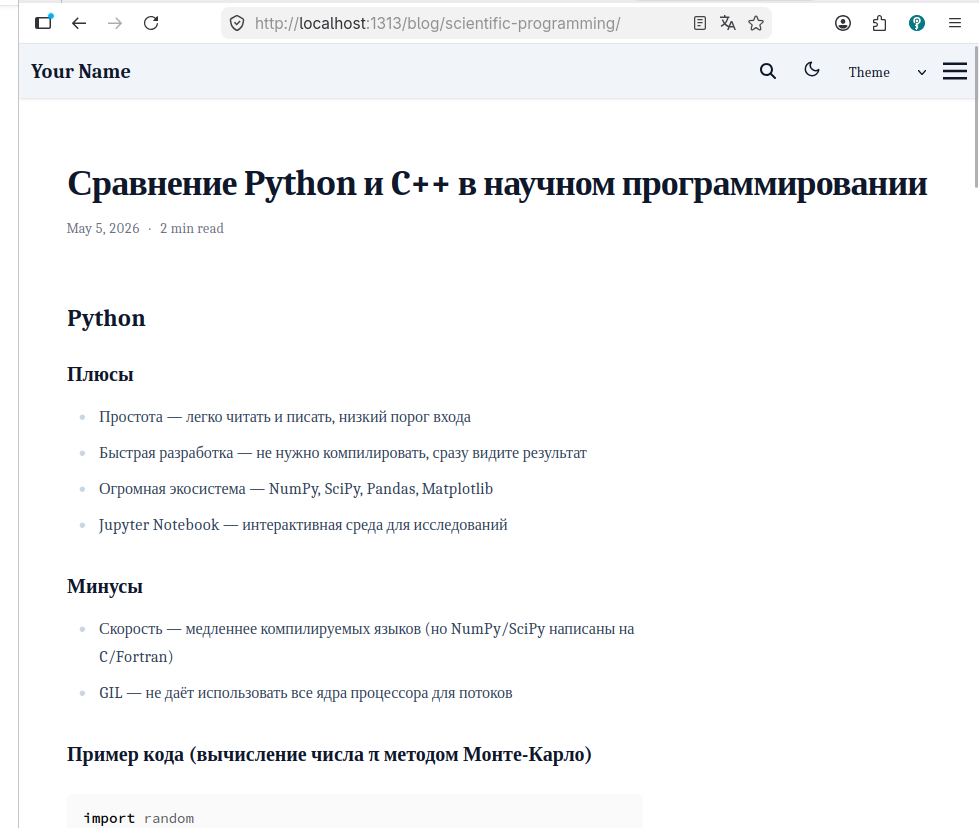 http://localhost:1313/blog/scientific-programming/
Your Name
Theme
Сравнение Python и C++ в научном программировании
May 5, 2026 · 2 min read
Python
Плюсы
Простота — легко читать и писать, низкий порог входа
Быстрая разработка — не нужно компилировать, сразу видите результат
Огромная экосистема — NumPy, SciPy, Pandas, Matplotlib
Jupyter Notebook — интерактивная среда для исследований
Минусы
Скорость — медленнее компилируемых языков (но NumPy/SciPy написаны на
C/Fortran)
GIL — не даёт использовать все ядра процессора для потоков
Пример кода (вычисление числа π методом Монте-Карло)
import random